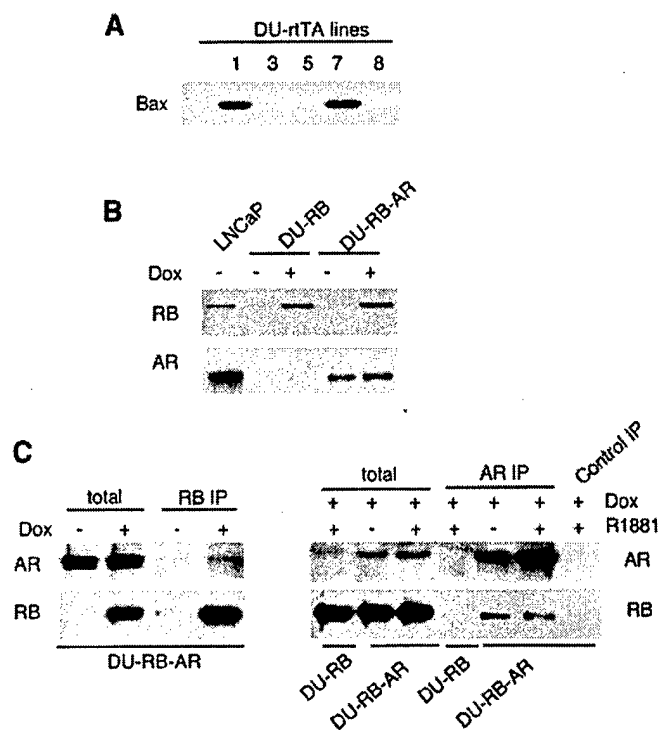 A
DU-rtTA lines
1 3 5 7 8
Bax
B
LNCaP DU-RB DU-RB-AR
Dox - - + - +
RB
AR
C
total RB IP
Dox - + - +
AR
RB
DU-RB-AR
total AR IP Control IP
+ + + + + + + Dox
+ - + + - + + R1881
AR
RB
DU-RB DU-RB-AR DU-RB DU-RB-AR